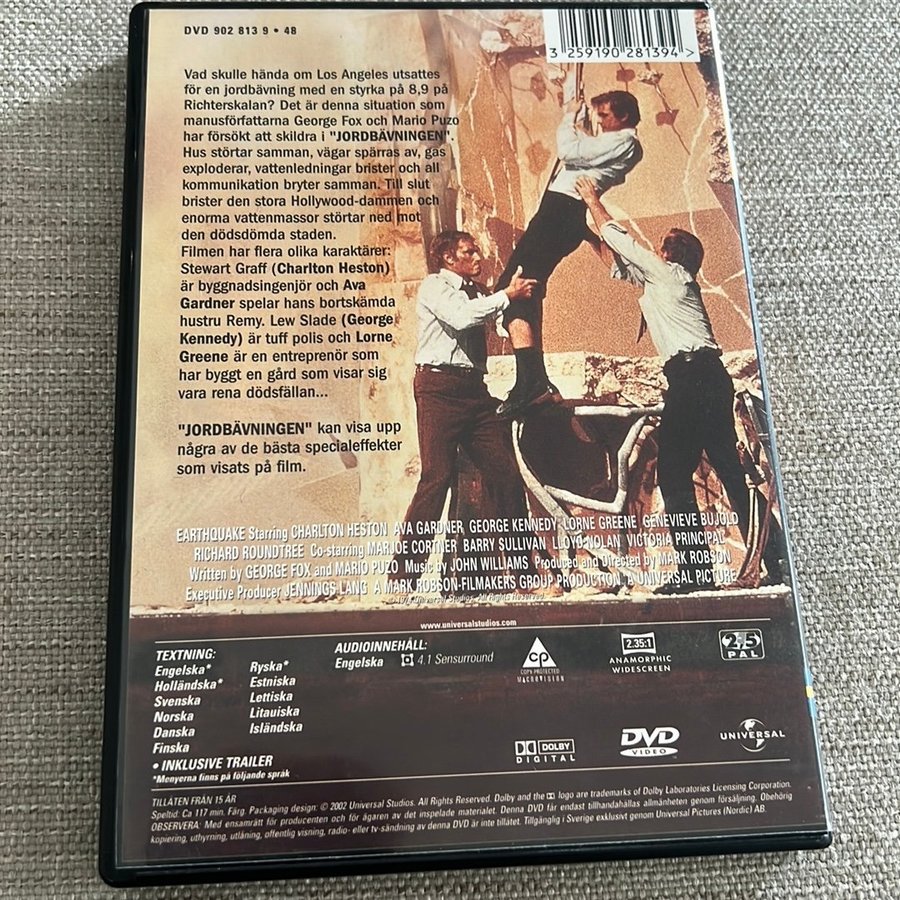 DVD 902 813 9 • 48
3 259190 281394 >
Vad skulle hända om Los Angeles utsattes
för en jordbävning med en styrka på 8,9 på
Richterskalan? Det är denna situation som
manusförfattarna George Fox och Mario Puzo
har försökt att skildra i "JORDBÄVNINGEN".
Hus störtar samman, vägar spärras av, gas
exploderar, vattenledningar brister och all
kommunikation bryter samman. Till slut
brister den stora Hollywood-dammen och
enorma vattenmassor störtar ned mot
den dödsdömda staden.
Filmen har flera olika karaktärer:
Stewart Graff (Charlton Heston)
är byggnadsingenjör och Ava
Gardner spelar hans bortskämda
hustru Remy. Lew Slade (George
Kennedy) är tuff polis och Lorne
Greene är en entreprenör som
har byggt en gård som visar sig
vara rena dödsfällan...
"JORDBÄVNINGEN" kan visa upp
några av de bästa specialeffekter
som visats på film.
EARTHQUAKE Starring CHARLTON HESTON AVA GARDNER GEORGE KENNEDY LORNE GREENE GENEVIEVE BUJOLD
RICHARD ROUNDTREE Co-starring MARJOE CORTNER BARRY SULLIVAN LLOYD NOLAN VICTORIA PRINCIPAL
Written by GEORGE FOX and MARIO PUZO Music by JOHN WILLIAMS Produced and Directed by MARK ROBSON
Executive Producer JENNINGS LANG A MARK ROBSON-FILMAKERS GROUP PRODUCTION A UNIVERSAL PICTURE
Universal Studios. All Rights Reserved.
www.universalstudios.com
TEXTNING:
Engelska*
Holländska*
Svenska
Norska
Danska
Finska
Ryska*
Estniska
Lettiska
Litauiska
Isländska
• INKLUSIVE TRAILER
*Menyerna finns på följande språk
AUDIOINNEHÅLL:
Engelska 4.1 Sensurround
CP
COPY PROTECTED
MACROVISION
2.35:1
ANAMORPHIC
WIDESCREEN
2 5
PAL
DOLBY
DIGITAL
DVD
VIDEO
UNIVERSAL
TILLÅTEN FRÅN 15 ÅR
Speltid: Ca 117 min. Färg. Packaging design: © 2002 Universal Studios. All Rights Reserved. Dolby and the logo are trademarks of Dolby Laboratories Licensing Corporation.
OBSERVERA: Med ensamrätt för producenten och för ägaren av det inspelade materialet. Denna DVD får endast tillhandahållas allmänheten genom försäljning. Obehörig
kopiering, uthyrning, utlåning, offentlig visning, radio- eller tv-sändning av denna DVD är inte tillåtet. Tillgänglig i Sverige exklusivt genom Universal Pictures (Nordic) AB.